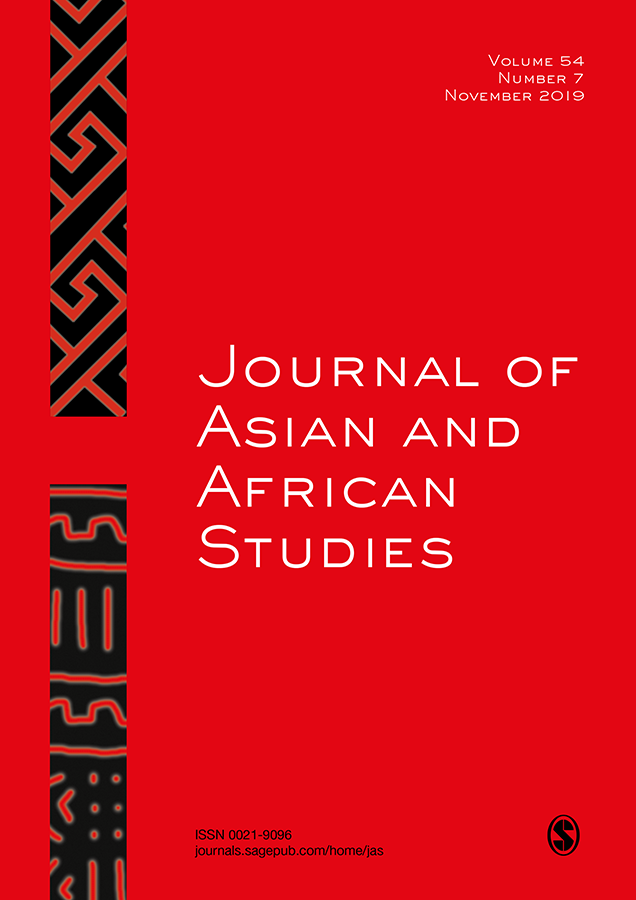 Volume 54
Number 7
November 2019
Journal of
Asian and
African
Studies
ISSN 0021-9096
journals.sagepub.com/home/jas
S